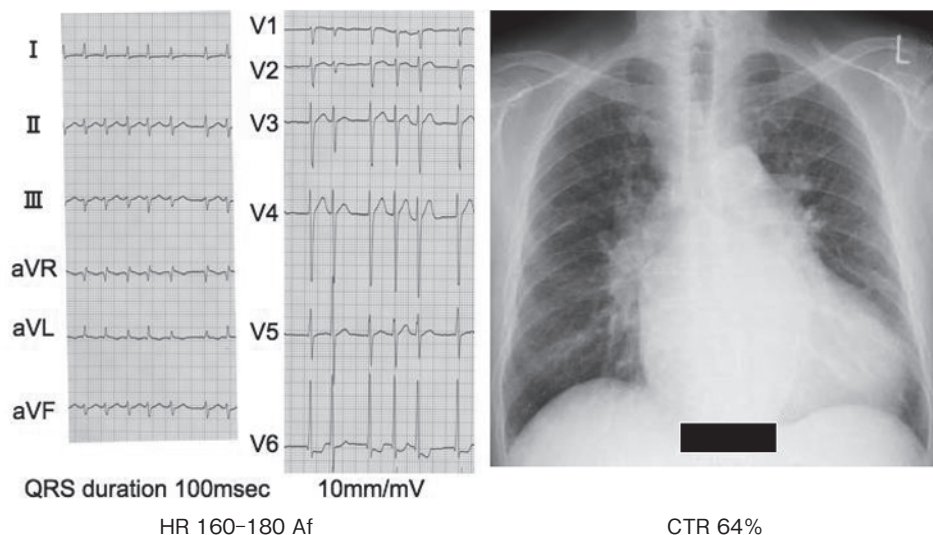 I
II
III
aVR
aVL
aVF
V1
V2
V3
V4
V5
V6
L
QRS duration 100msec
10mm/mV
HR 160-180 Af
CTR 64%